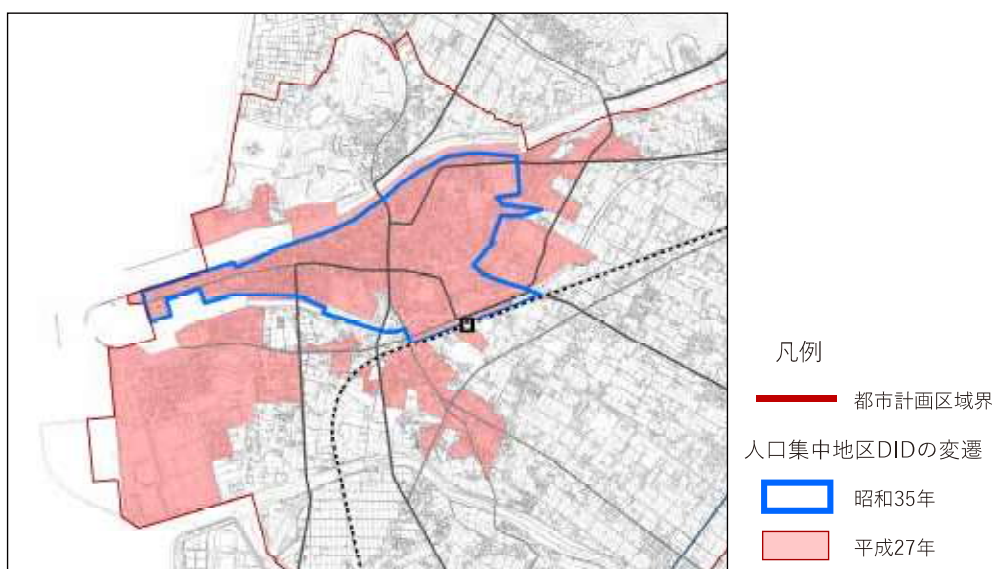 凡例
都市計画区域界
人口集中地区DIDの変遷
昭和35年
平成27年